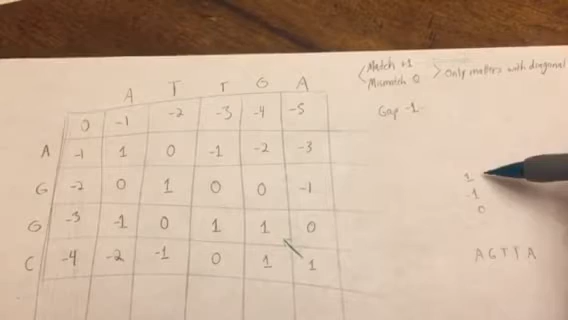 Match +1
Mismatch 0
Only matters with diagonal
Gap -1
A T T G A
0 -1 -2 -3 -4 -5
A -1 1 0 -1 -2 -3
G -2 0 1 0 0 -1
G -3 -1 0 1 1 0
C -4 -2 -1 0 1 1
1
-1
0
AGTTA